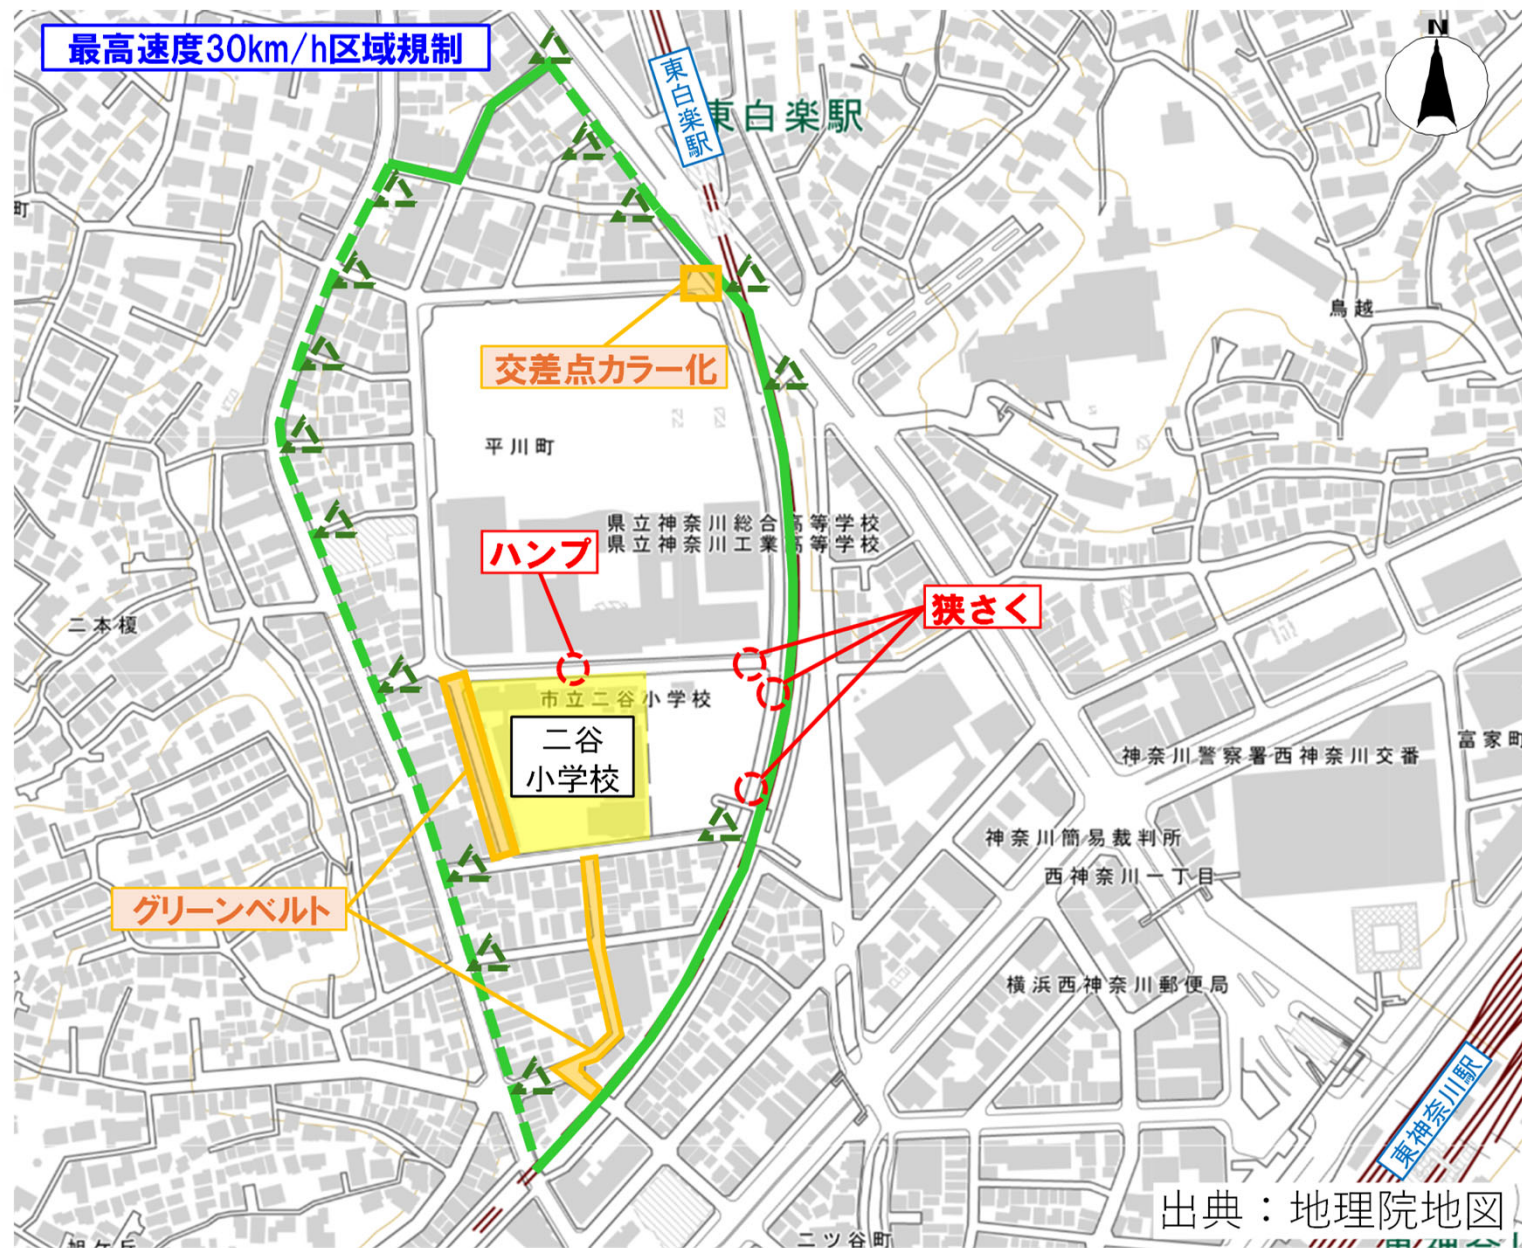 最高速度30km/h区域規制
N
東白楽駅
東白楽駅
町
鳥越
交差点カラー化
平川町
県立神奈川総合高等学校
県立神奈川工業高等学校
ハンプ
狭さく
二本榎
市立二谷小学校
二谷
小学校
富家町
神奈川警察署西神奈川交番
神奈川簡易裁判所
西神奈川一丁目
グリーンベルト
横浜西神奈川郵便局
東神奈川駅
出典：地理院地図
二ツ谷町
旭ケ丘